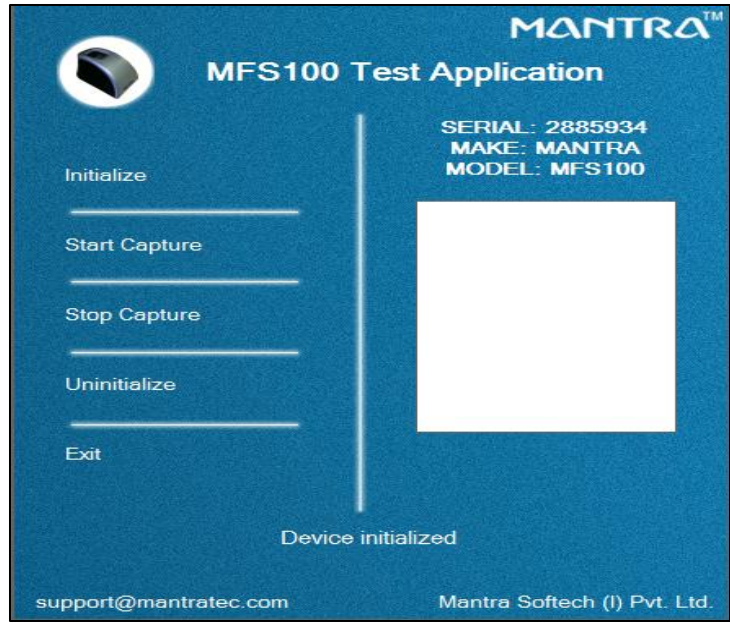 MANTRA™
MFS100 Test Application
SERIAL: 2885934
MAKE: MANTRA
MODEL: MFS100
Initialize
Start Capture
Stop Capture
Uninitialize
Exit
Device initialized
support@mantratec.com
Mantra Softech (I) Pvt. Ltd.